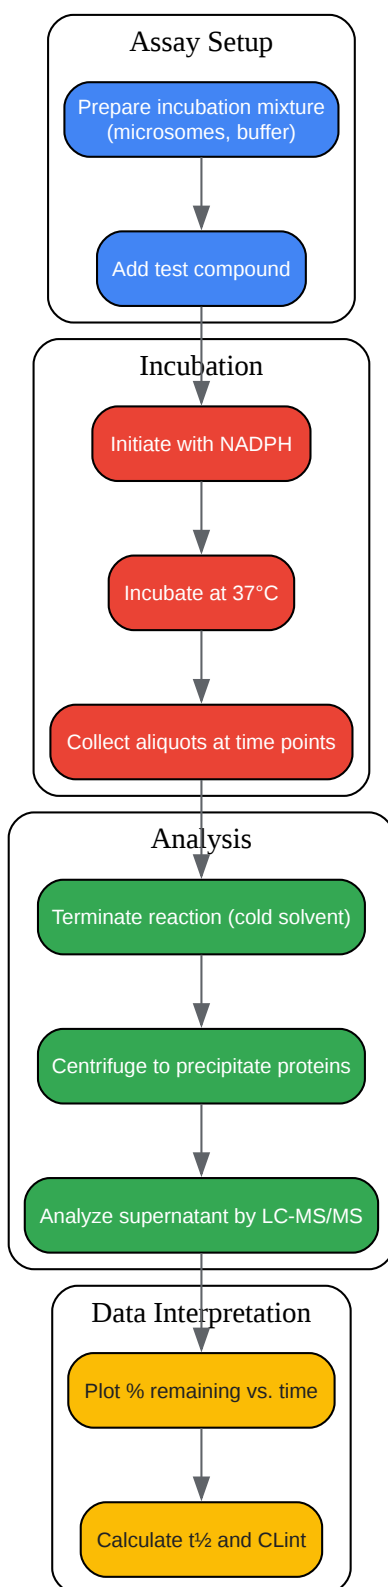 Assay Setup
Prepare incubation mixture
(microsomes, buffer)
Add test compound
Incubation
Initiate with NADPH
Incubate at 37°C
Collect aliquots at time points
Analysis
Terminate reaction (cold solvent)
Centrifuge to precipitate proteins
Analyze supernatant by LC-MS/MS
Data Interpretation
Plot % remaining vs. time
Calculate t½ and CLint